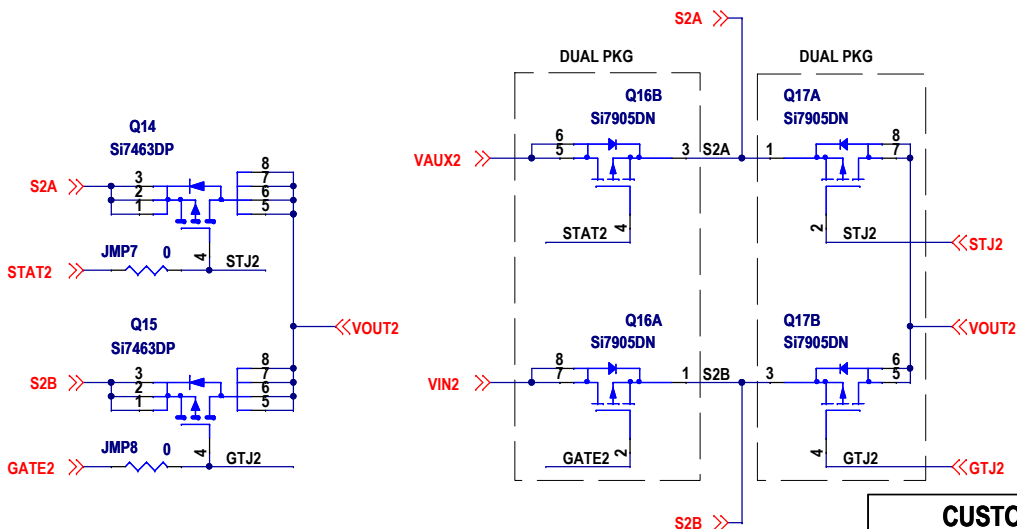 S2A
DUAL PKG
DUAL PKG
Q14
Si7463DP
S2A
3
2
1
8
7
6
5
4
JMP7
0
STJ2
STAT2
Q15
Si7463DP
S2B
3
2
1
8
7
6
5
4
JMP8
0
GTJ2
GATE2
VOUT2
Q16B
Si7905DN
VAUX2
6
5
3
S2A
4
STAT2
Q17A
Si7905DN
1
8
7
2
STJ2
STJ2
Q16A
Si7905DN
VIN2
8
7
1
S2B
2
GATE2
Q17B
Si7905DN
3
6
5
4
GTJ2
GTJ2
VOUT2
S2B
CUSTO